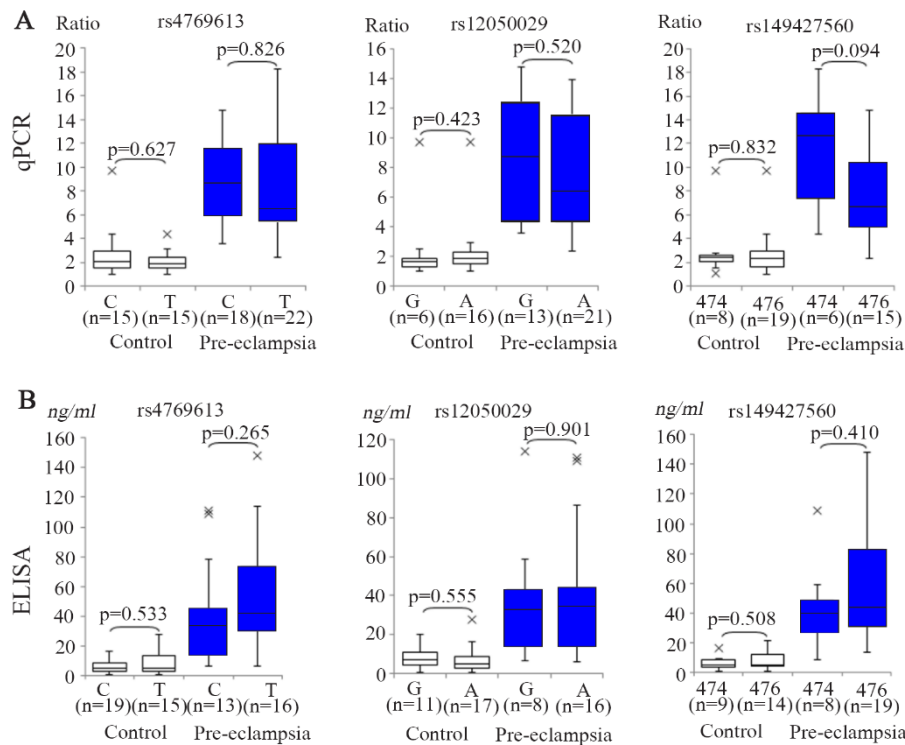 A
Ratio rs4769613
20
18
16
14
12
10
8
6
4
2
0
p=0.826
p=0.627
C T C T
(n=15) (n=15) (n=18) (n=22)
Control Pre-eclampsia
Ratio rs12050029
16
14
12
10
8
6
4
2
0
p=0.520
p=0.423
G A G A
(n=6) (n=16) (n=13) (n=21)
Control Pre-eclampsia
Ratio rs149427560
20
18
16
14
12
10
8
6
4
2
0
p=0.094
p=0.832
474 476 474 476
(n=8) (n=19) (n=6) (n=15)
Control Pre-eclampsia
qPCR
B
ng/ml rs4769613
160
140
120
100
80
60
40
20
0
p=0.265
p=0.533
C T C T
(n=19) (n=15) (n=13) (n=16)
Control Pre-eclampsia
ng/ml rs12050029
120
100
80
60
40
20
0
p=0.901
p=0.555
G A G A
(n=11) (n=17) (n=8) (n=16)
Control Pre-eclampsia
ng/ml rs149427560
160
140
120
100
80
60
40
20
0
p=0.410
p=0.508
474 476 474 476
(n=9) (n=14) (n=8) (n=19)
Control Pre-eclampsia
ELISA